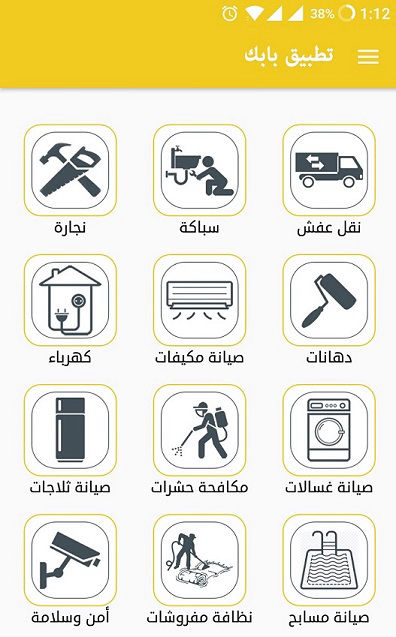 38% 1:12
تطبيق بابك
نقل عفش سباكة نجارة
دهانات صيانة مكيفات كهرباء
صيانة غسالات مكافحة حشرات صيانة ثلاجات
صيانة مسابح نظافة مفروشات أمن وسلامة